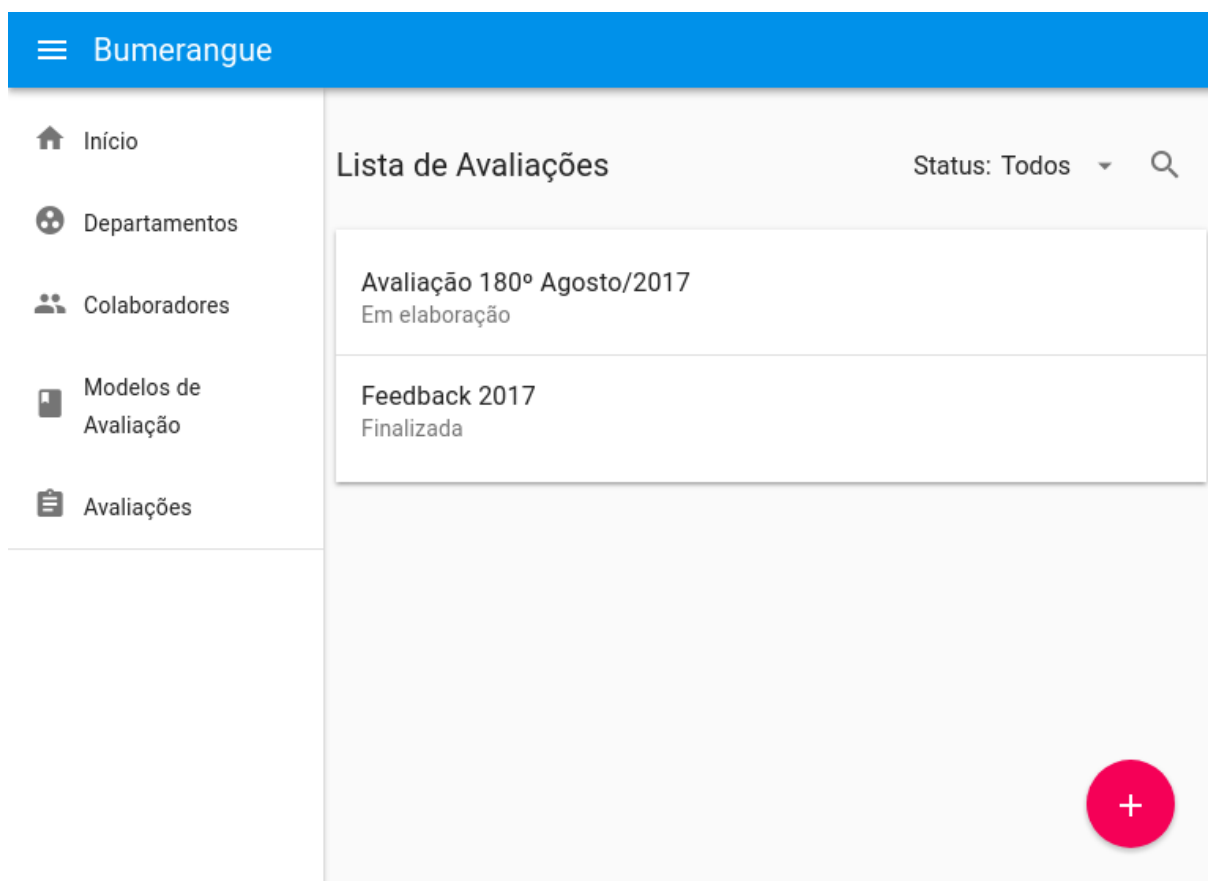 Bumerangue
Início
Departamentos
Colaboradores
Modelos de
Avaliação
Avaliações
Lista de Avaliações
Status: Todos
Avaliação 180º Agosto/2017
Em elaboração
Feedback 2017
Finalizada
+